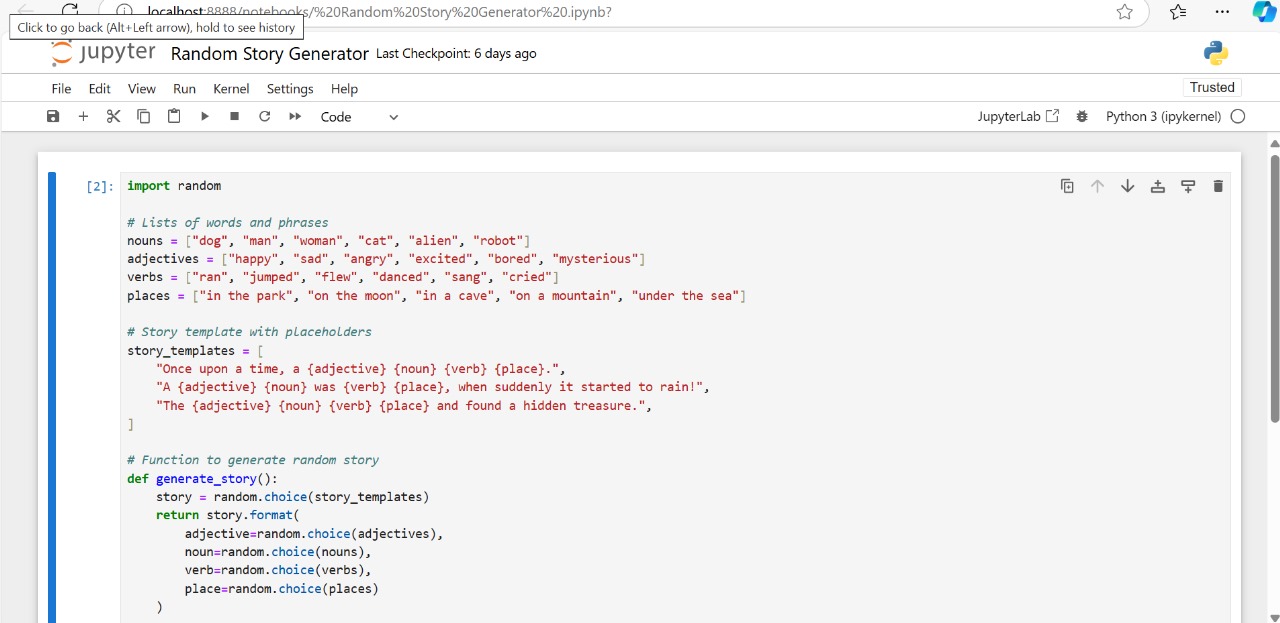 localhost:8888/notebooks/%20Random%20Story%20Generator%20.ipynb?
Click to go back (Alt+Left arrow), hold to see history
jupyter Random Story Generator Last Checkpoint: 6 days ago
File Edit View Run Kernel Settings Help Trusted
Code JupyterLab Python 3 (ipykernel)
[2]: import random
# Lists of words and phrases
nouns = ["dog", "man", "woman", "cat", "alien", "robot"]
adjectives = ["happy", "sad", "angry", "excited", "bored", "mysterious"]
verbs = ["ran", "jumped", "flew", "danced", "sang", "cried"]
places = ["in the park", "on the moon", "in a cave", "on a mountain", "under the sea"]
# Story template with placeholders
story_templates = [
"Once upon a time, a {adjective} {noun} {verb} {place}.",
"A {adjective} {noun} was {verb} {place}, when suddenly it started to rain!",
"The {adjective} {noun} {verb} {place} and found a hidden treasure.",
]
# Function to generate random story
def generate_story():
story = random.choice(story_templates)
return story.format(
adjective=random.choice(adjectives),
noun=random.choice(nouns),
verb=random.choice(verbs),
place=random.choice(places)
)